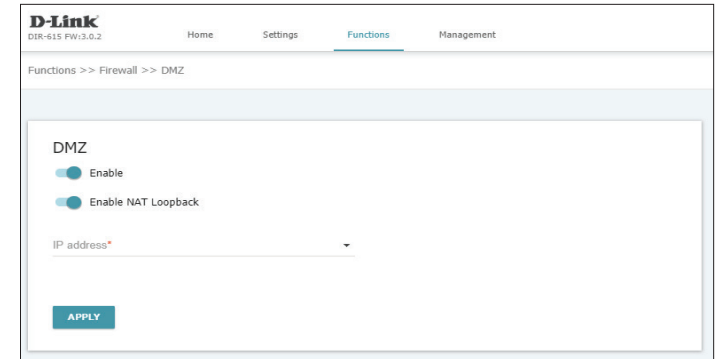 D-Link
DIR-615 FW:3.0.2
Home Settings Functions Management
Functions >> Firewall >> DMZ
DMZ
Enable
Enable NAT Loopback
IP address*
APPLY